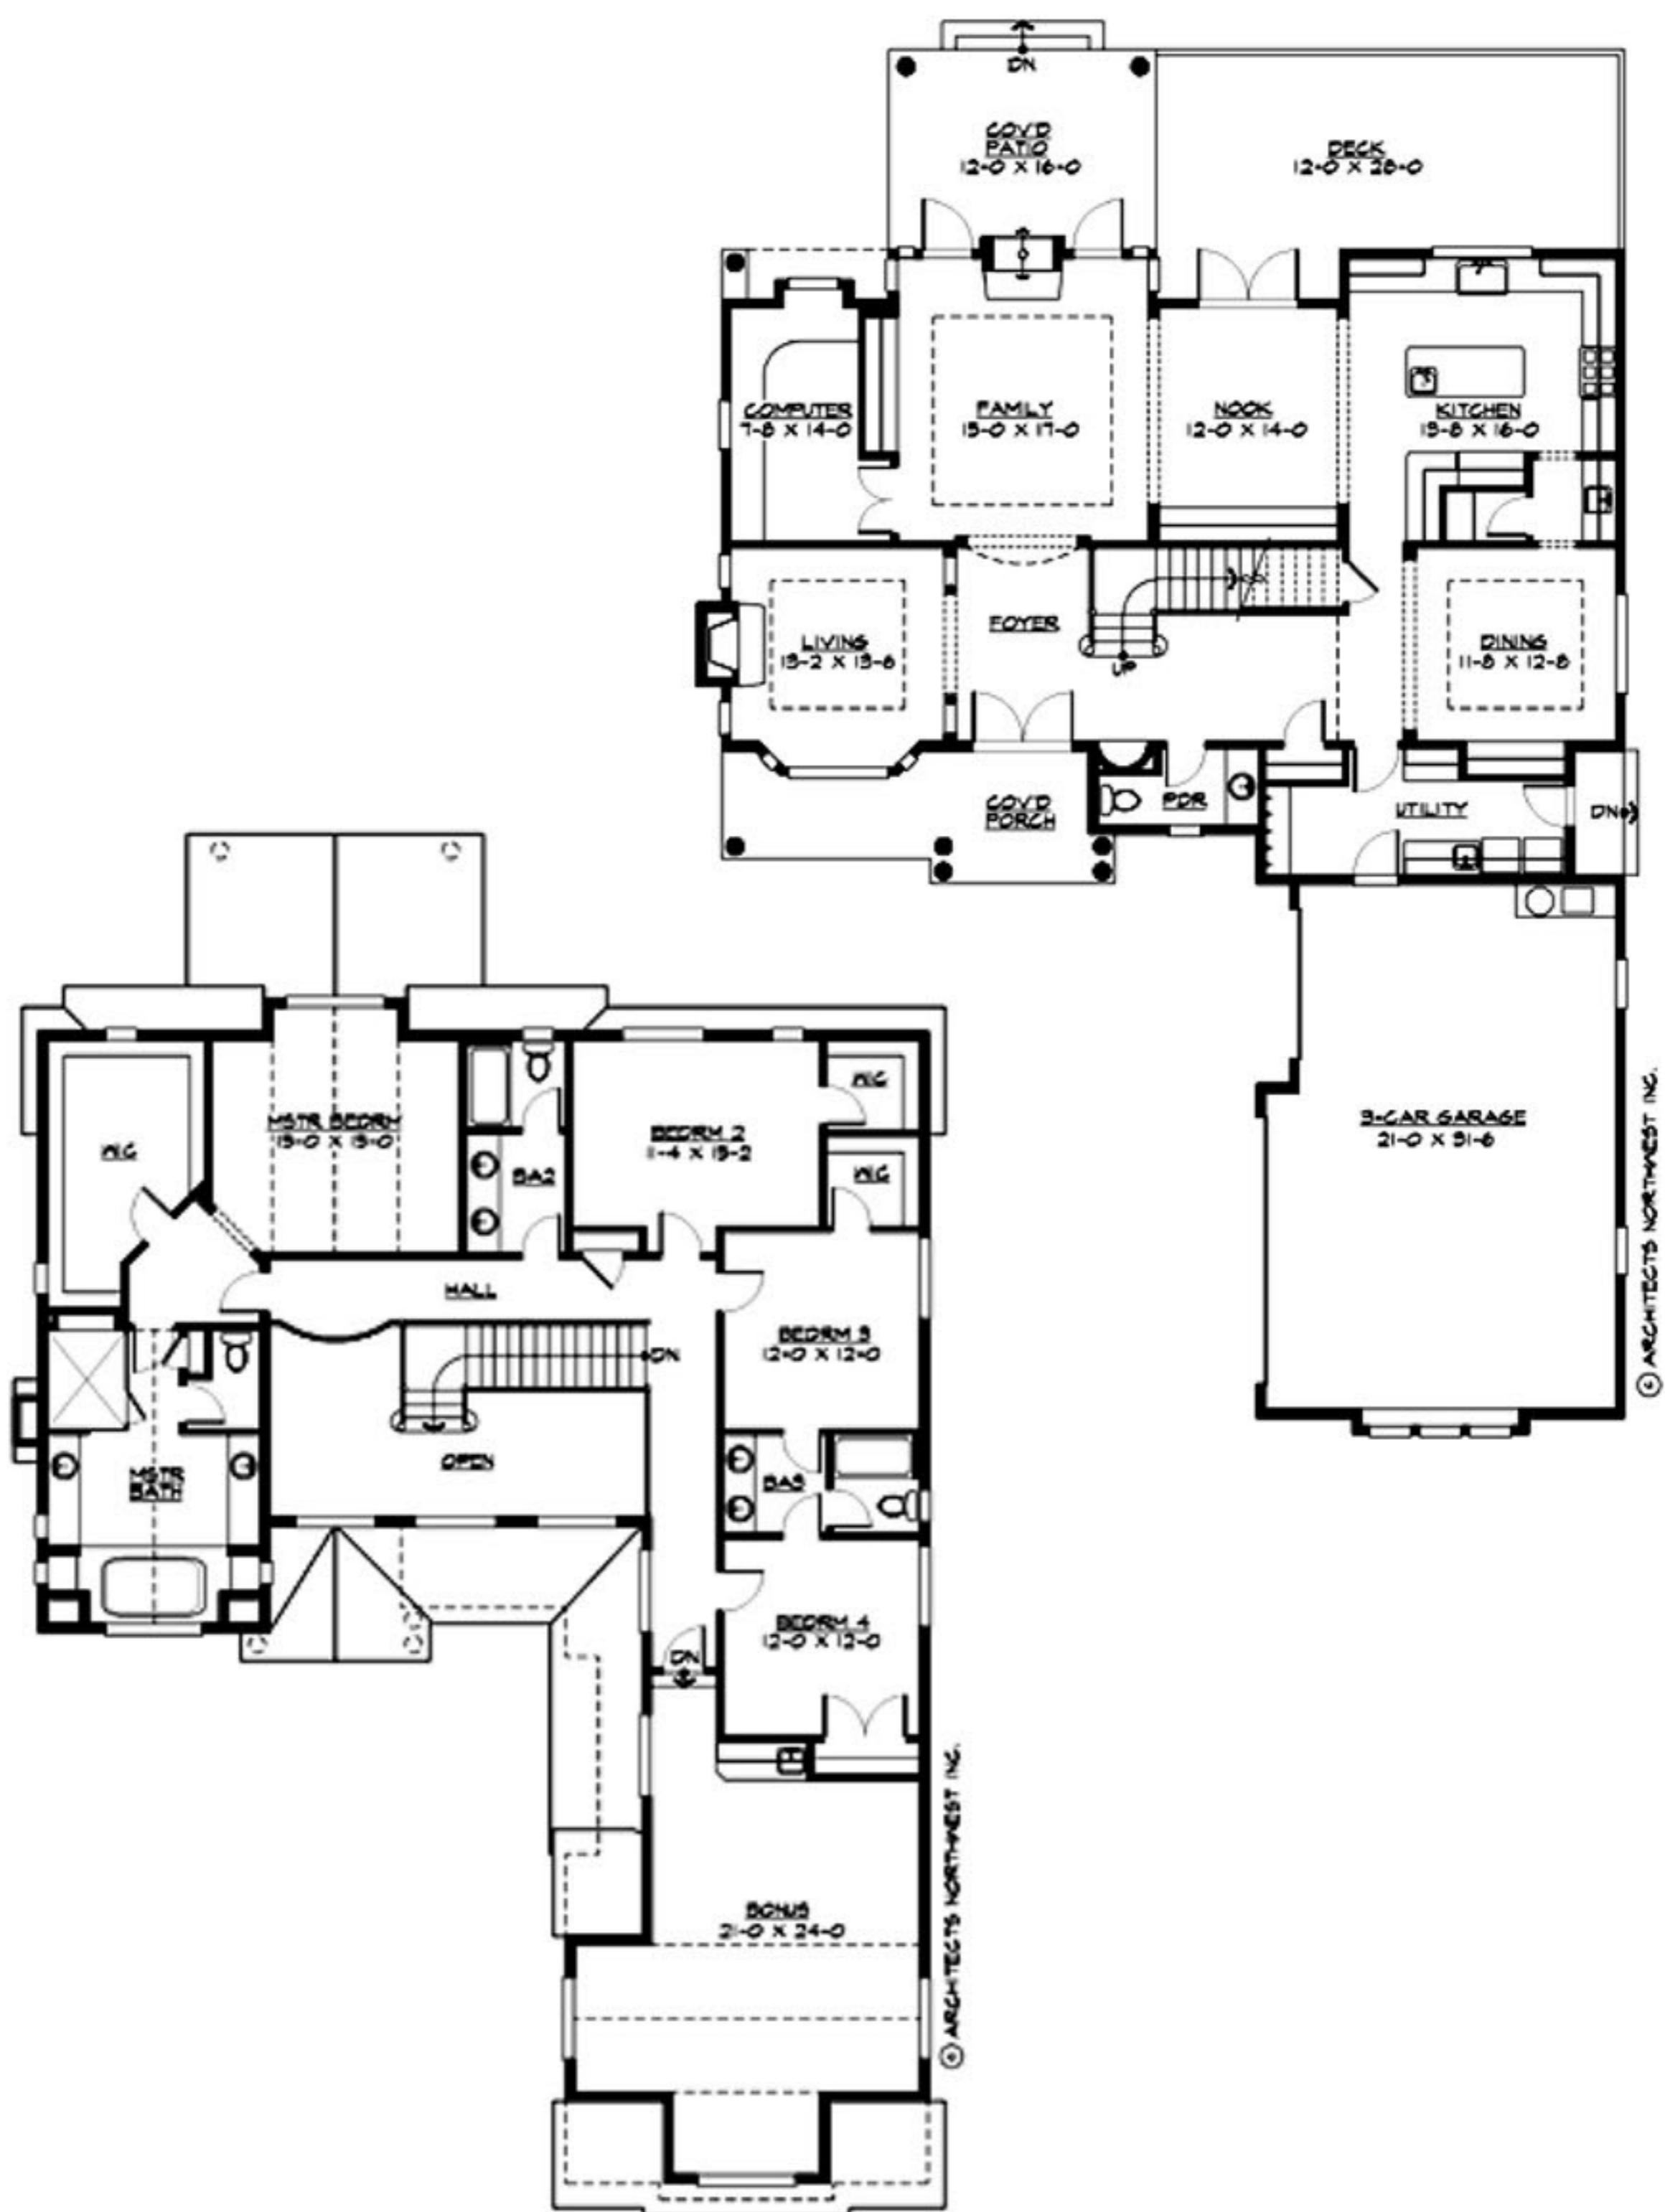 DN
COV'D
PATIO
12-0 X 16-0
DECK
12-0 X 28-0
COMPUTER
7-8 X 14-0
FAMILY
15-0 X 17-0
NOOK
12-0 X 14-0
KITCHEN
13-8 X 16-0
LIVING
13-2 X 13-6
FOYER
UP
DINING
11-8 X 12-8
COV'D
PORCH
PDR
UTILITY
DN
3-CAR GARAGE
21-0 X 31-6
© ARCHITECTS NORTHWEST INC.
WIC
MSTR BEDRM
15-0 X 15-0
BA2
BEDRM 2
11-4 X 15-2
WIC
WIC
HALL
DN
BEDRM 3
12-0 X 12-0
OPEN
MSTR
BATH
BA3
BEDRM 4
12-0 X 12-0
DN
BONUS
21-0 X 24-0
© ARCHITECTS NORTHWEST INC.